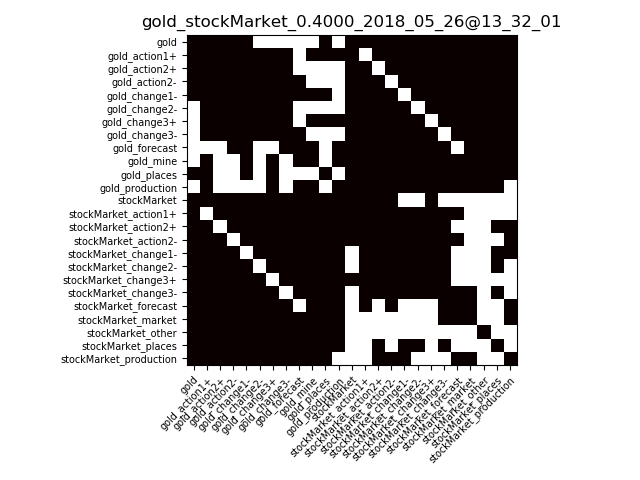 gold_stockMarket_0.4000_2018_05_26@13_32_01
gold
gold_action1+
gold_action2+
gold_action2-
gold_change1-
gold_change2-
gold_change3+
gold_change3-
gold_forecast
gold_mine
gold_places
gold_production
stockMarket
stockMarket_action1+
stockMarket_action2+
stockMarket_action2-
stockMarket_change1-
stockMarket_change2-
stockMarket_change3+
stockMarket_change3-
stockMarket_forecast
stockMarket_market
stockMarket_other
stockMarket_places
stockMarket_production
gold
gold_action1+
gold_action2+
gold_action2-
gold_change1-
gold_change2-
gold_change3+
gold_change3-
gold_forecast
gold_mine
gold_places
gold_production
stockMarket
stockMarket_action1+
stockMarket_action2+
stockMarket_action2-
stockMarket_change1-
stockMarket_change2-
stockMarket_change3+
stockMarket_change3-
stockMarket_forecast
stockMarket_market
stockMarket_other
stockMarket_places
stockMarket_production